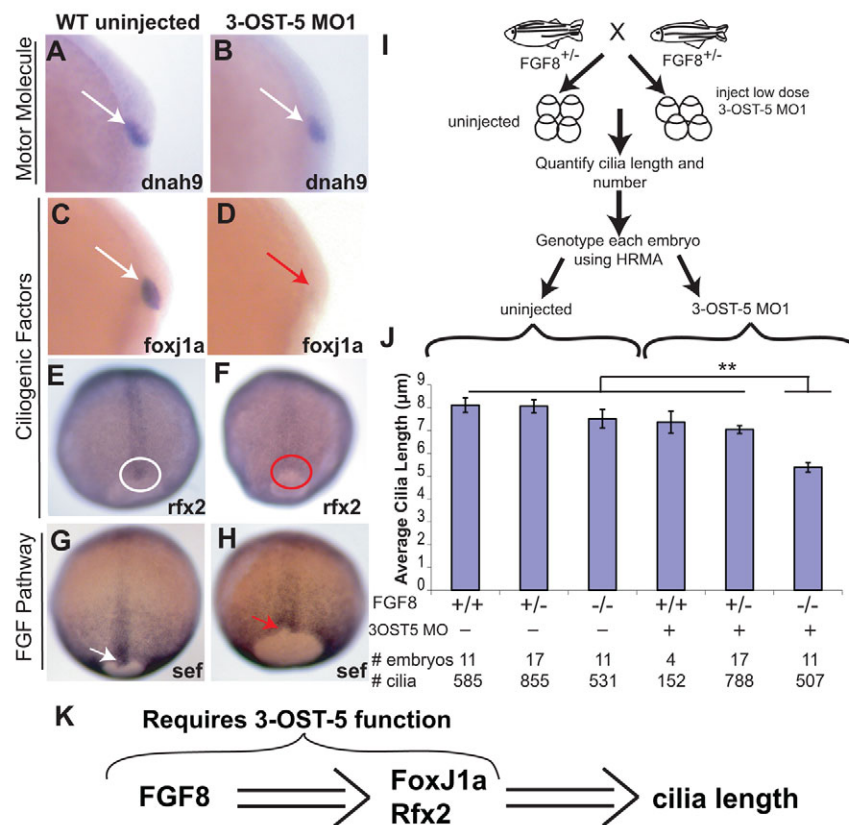 WT uninjected 3-OST-5 MO1
Motor Molecule
A
dnah9
B
dnah9
Ciliogenic Factors
C
foxj1a
D
foxj1a
E
rfx2
F
rfx2
FGF Pathway
G
sef
H
sef
I
X
FGF8+/- FGF8+/-
uninjected
inject low dose
3-OST-5 MO1
Quantify cilia length and
number
Genotype each embryo
using HRMA
uninjected 3-OST-5 MO1
J
**
Average Cilia Length (µm)
9
8
7
6
5
4
3
2
1
0
FGF8 +/+ +/- -/- +/+ +/- -/-
3OST5 MO – – – + + +
# embryos 11 17 11 4 17 11
# cilia 585 855 531 152 788 507
K
Requires 3-OST-5 function
FGF8
FoxJ1a
Rfx2
cilia length